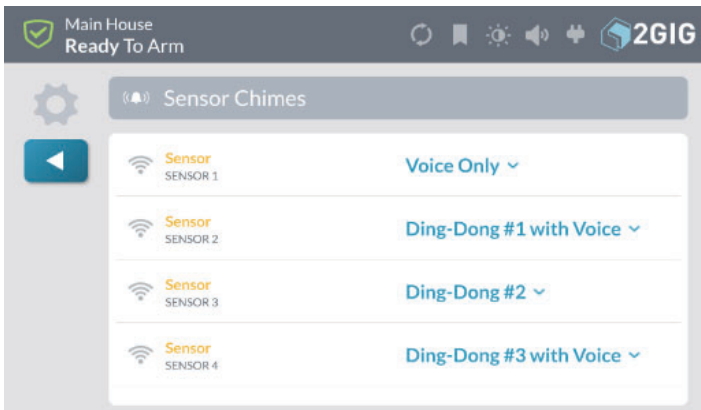 Main House
Ready To Arm
2GIG
Sensor Chimes
Sensor
SENSOR 1
Voice Only
Sensor
SENSOR 2
Ding-Dong #1 with Voice
Sensor
SENSOR 3
Ding-Dong #2
Sensor
SENSOR 4
Ding-Dong #3 with Voice